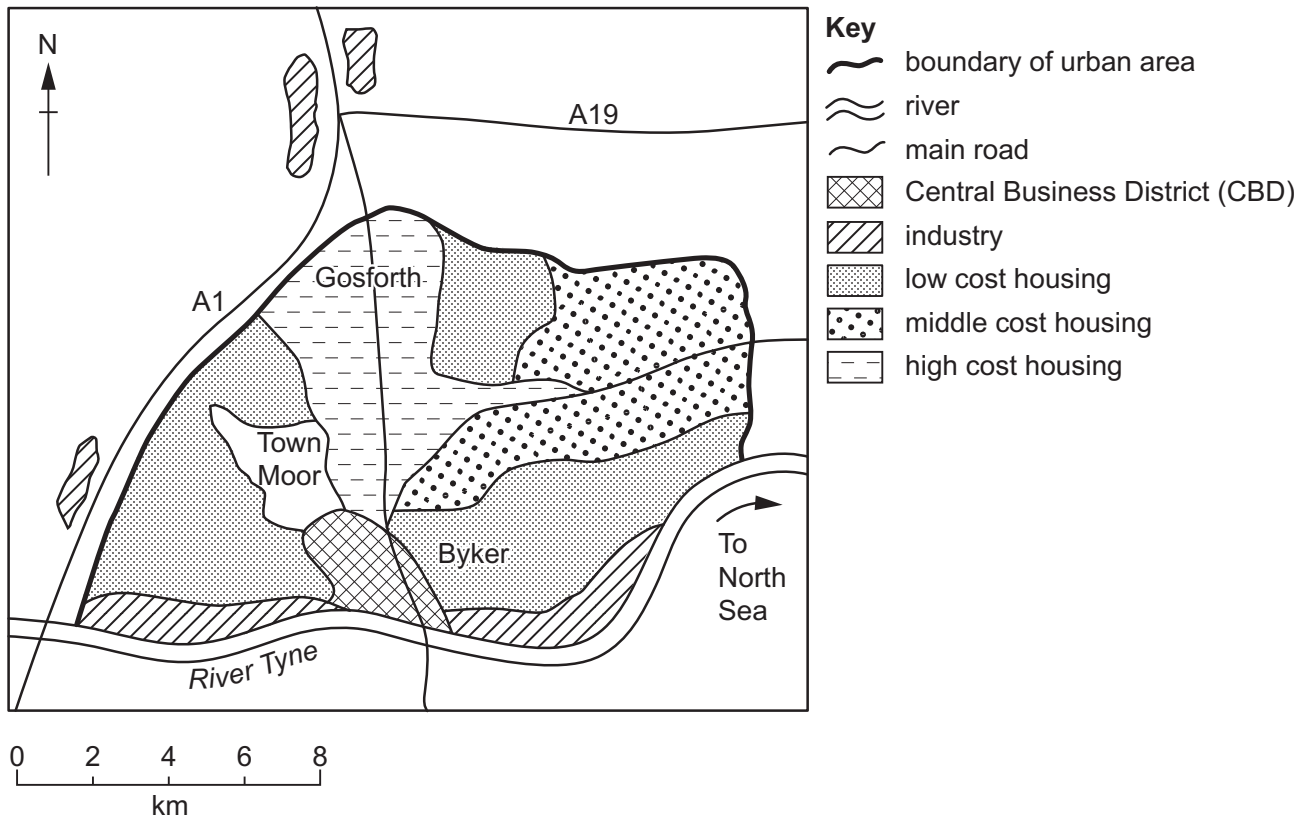 N
A19
Gosforth
A1
Town
Moor
Byker
To
North
Sea
River Tyne
0 2 4 6 8
km
Key
boundary of urban area
river
main road
Central Business District (CBD)
industry
low cost housing
middle cost housing
high cost housing